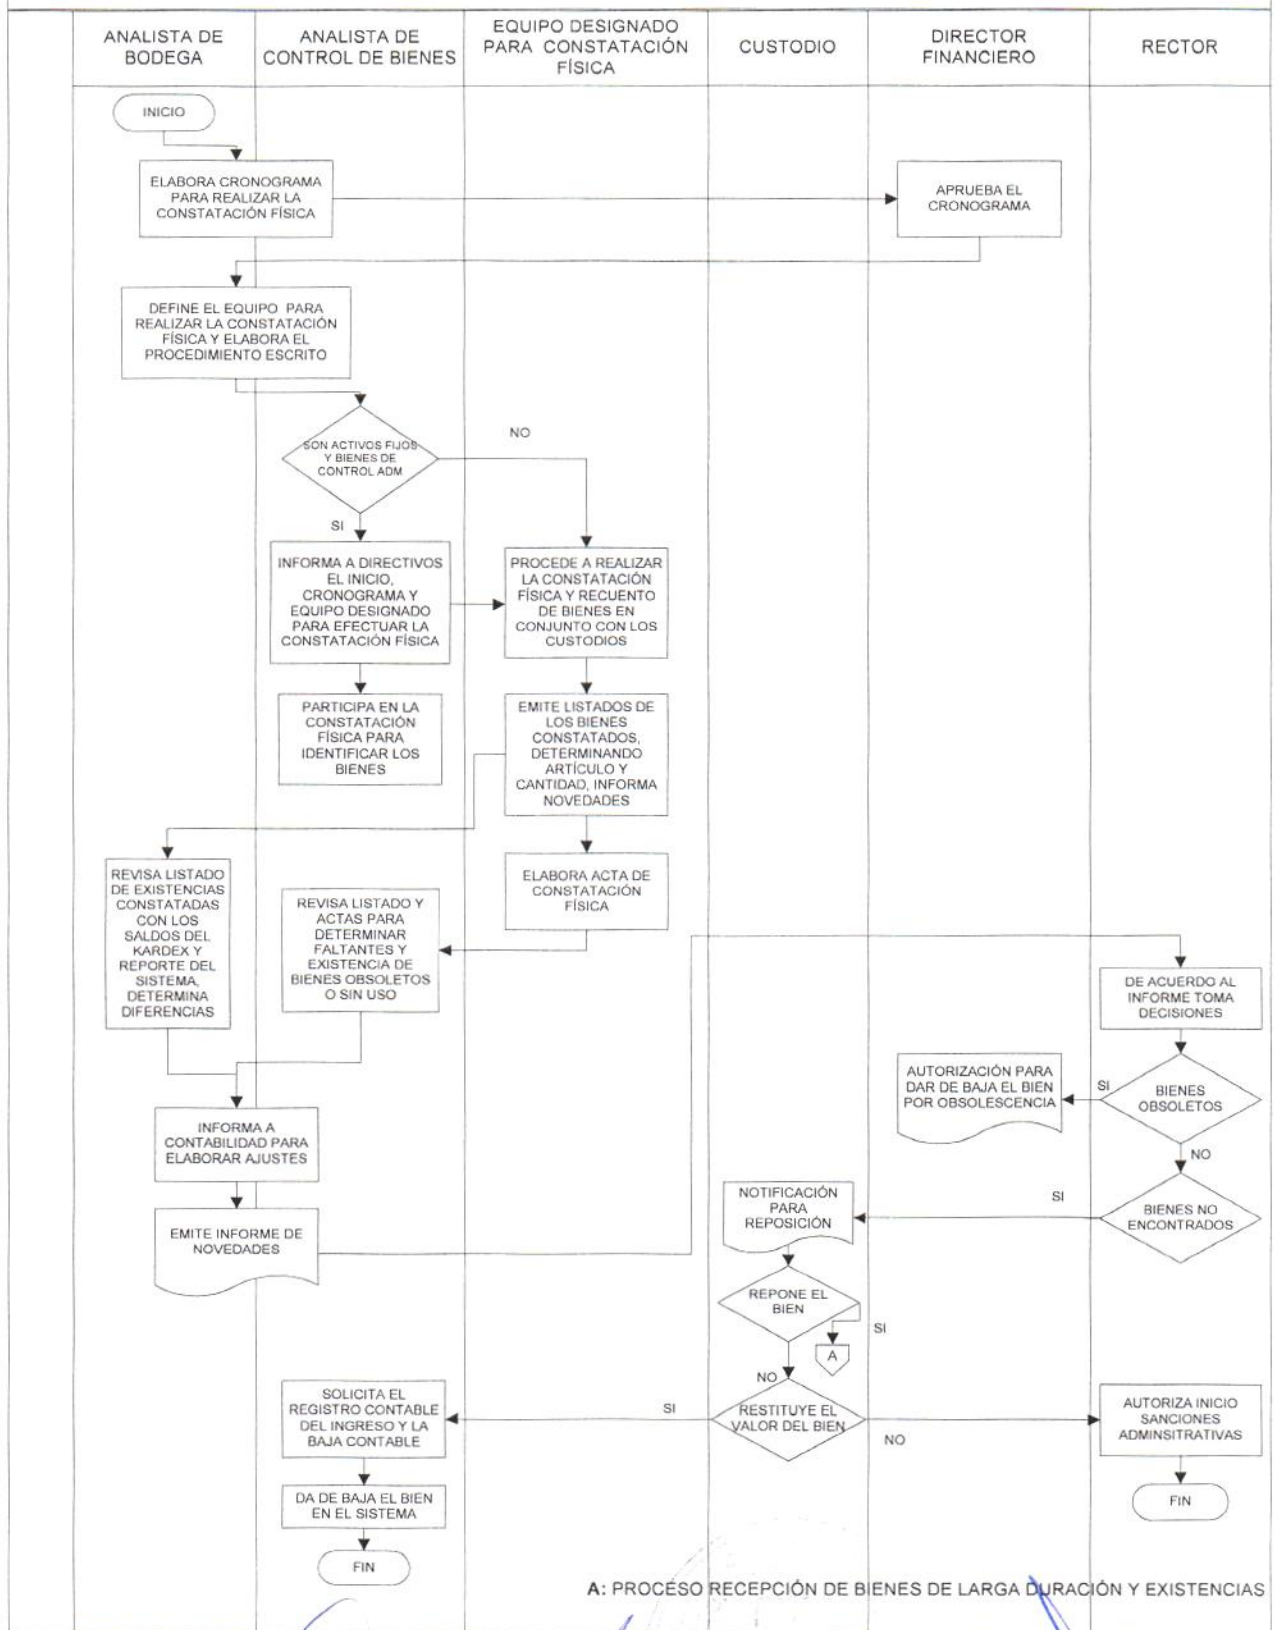 ANALISTA DE
BODEGA
ANALISTA DE
CONTROL DE BIENES
EQUIPO DESIGNADO
PARA CONSTATACIÓN
FÍSICA
CUSTODIO
DIRECTOR
FINANCIERO
RECTOR
INICIO
ELABORA CRONOGRAMA
PARA REALIZAR LA
CONSTATACIÓN FÍSICA
APRUEBA EL
CRONOGRAMA
DEFINE EL EQUIPO PARA
REALIZAR LA CONSTATACIÓN
FÍSICA Y ELABORA EL
PROCEDIMIENTO ESCRITO
SON ACTIVOS FIJOS
Y BIENES DE
CONTROL ADM
NO
SI
INFORMA A DIRECTIVOS
EL INICIO,
CRONOGRAMA Y
EQUIPO DESIGNADO
PARA EFECTUAR LA
CONSTATACIÓN FÍSICA
PROCEDE A REALIZAR
LA CONSTATACIÓN
FÍSICA Y RECUENTO
DE BIENES EN
CONJUNTO CON LOS
CUSTODIOS
PARTICIPA EN LA
CONSTATACIÓN
FÍSICA PARA
IDENTIFICAR LOS
BIENES
EMITE LISTADOS DE
LOS BIENES
CONSTATADOS,
DETERMINANDO
ARTÍCULO Y
CANTIDAD, INFORMA
NOVEDADES
REVISA LISTADO
DE EXISTENCIAS
CONSTATADAS
CON LOS
SALDOS DEL
KARDEX Y
REPORTE DEL
SISTEMA,
DETERMINA
DIFERENCIAS
REVISA LISTADO Y
ACTAS PARA
DETERMINAR
FALTANTES Y
EXISTENCIA DE
BIENES OBSOLETOS
O SIN USO
ELABORA ACTA DE
CONSTATACIÓN
FÍSICA
DE ACUERDO AL
INFORME TOMA
DECISIONES
AUTORIZACIÓN PARA
DAR DE BAJA EL BIEN
POR OBSOLESCENCIA
SI
BIENES
OBSOLETOS
NO
INFORMA A
CONTABILIDAD PARA
ELABORAR AJUSTES
NOTIFICACIÓN
PARA
REPOSICIÓN
SI
BIENES NO
ENCONTRADOS
EMITE INFORME DE
NOVEDADES
REPONE EL
BIEN
SI
A
NO
SOLICITA EL
REGISTRO CONTABLE
DEL INGRESO Y LA
BAJA CONTABLE
SI
RESTITUYE EL
VALOR DEL BIEN
NO
AUTORIZA INICIO
SANCIONES
ADMINSITRATIVAS
DA DE BAJA EL BIEN
EN EL SISTEMA
FIN
FIN
A: PROCESO RECEPCIÓN DE BIENES DE LARGA DURACIÓN Y EXISTENCIAS